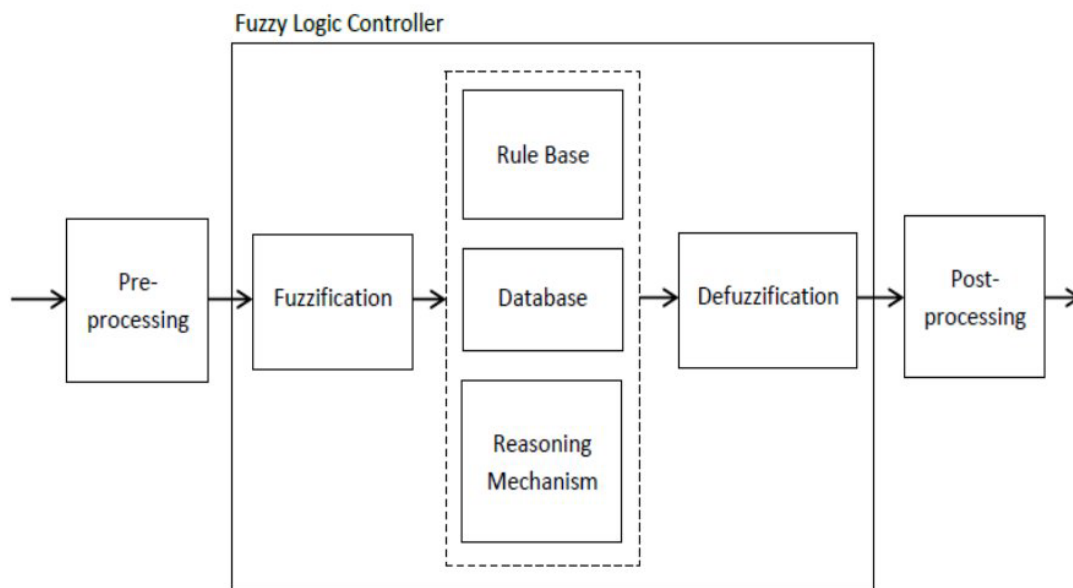 Fuzzy Logic Controller
Pre-
processing
Fuzzification
Rule Base
Database
Reasoning
Mechanism
Defuzzification
Post-
processing